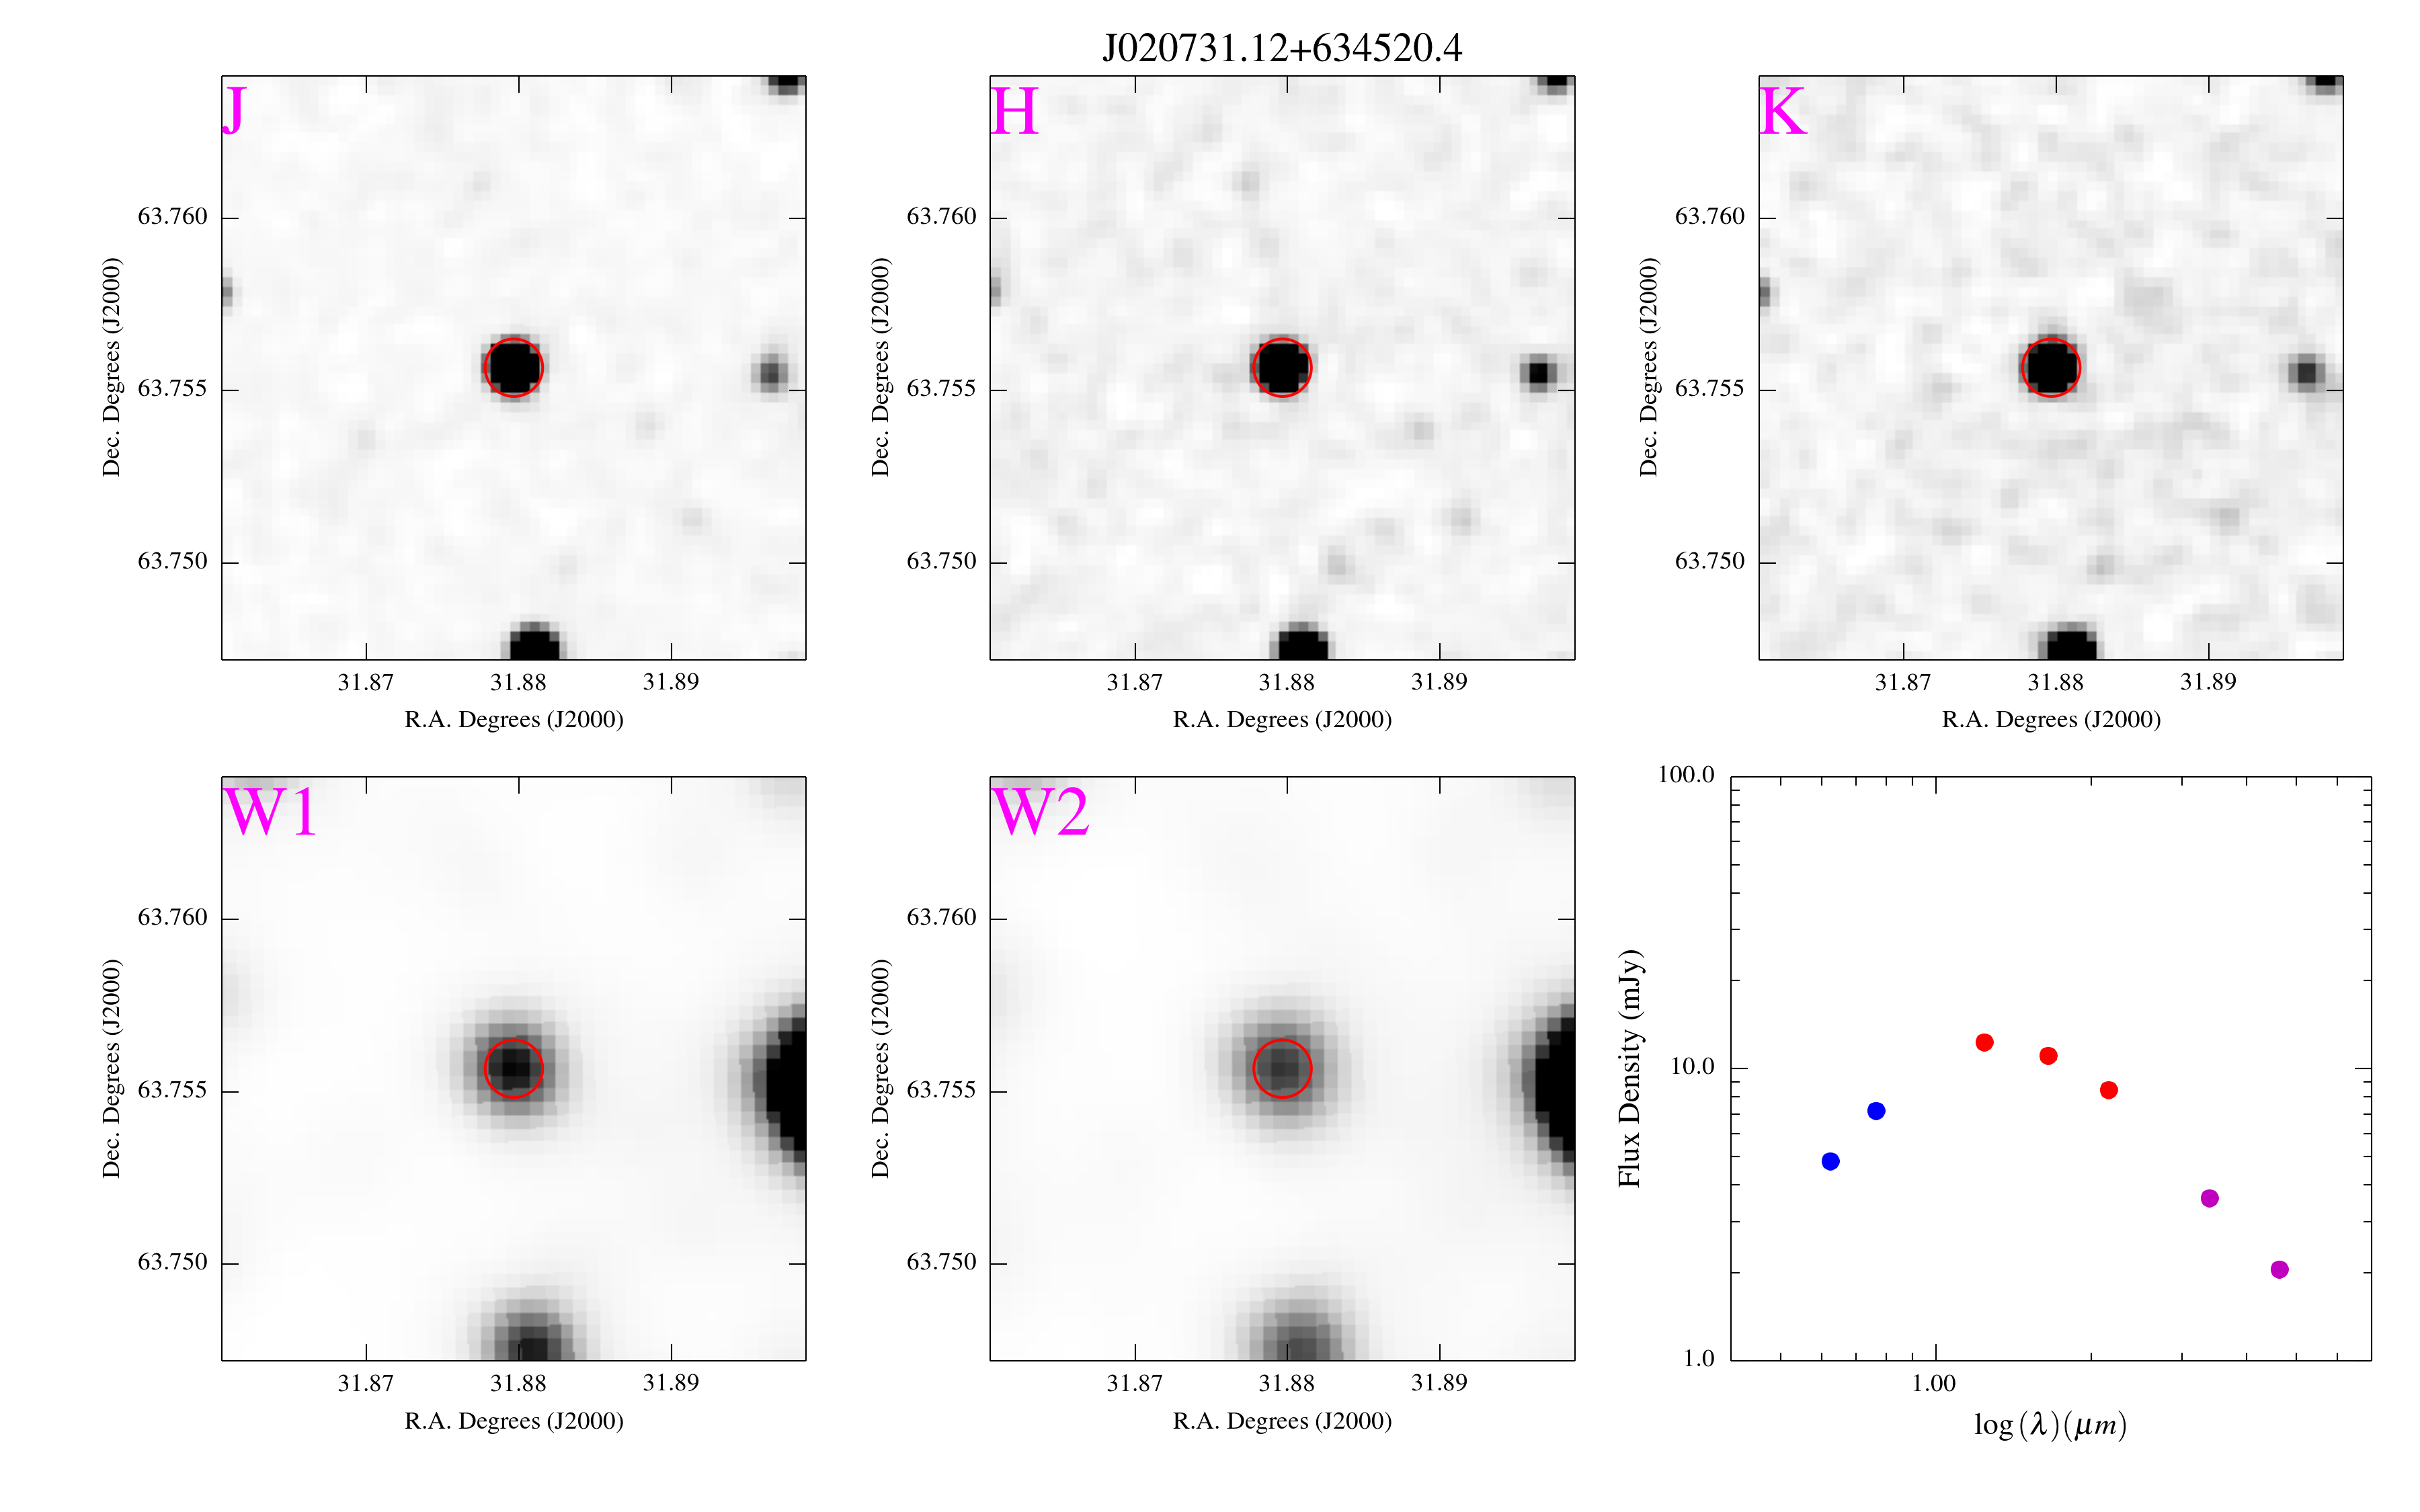 J020731.12+634520.4
J
63.760
63.755
63.750
Dec. Degrees (J2000)
31.87 31.88 31.89
R.A. Degrees (J2000)
H
63.760
63.755
63.750
Dec. Degrees (J2000)
31.87 31.88 31.89
R.A. Degrees (J2000)
K
63.760
63.755
63.750
Dec. Degrees (J2000)
31.87 31.88 31.89
R.A. Degrees (J2000)
W1
63.760
63.755
63.750
Dec. Degrees (J2000)
31.87 31.88 31.89
R.A. Degrees (J2000)
W2
63.760
63.755
63.750
Dec. Degrees (J2000)
31.87 31.88 31.89
R.A. Degrees (J2000)
100.0
10.0
1.0
Flux Density (mJy)
1.00
log(λ)(μm)